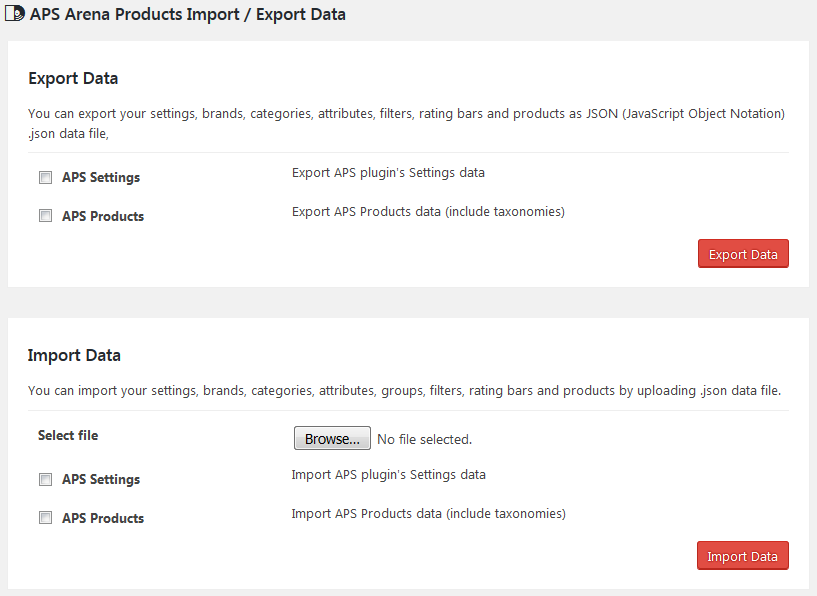 APS Arena Products Import / Export Data
Export Data
You can export your settings, brands, categories, attributes, filters, rating bars and products as JSON (JavaScript Object Notation)
.json data file,
APS Settings
Export APS plugin's Settings data
APS Products
Export APS Products data (include taxonomies)
Export Data
Import Data
You can import your settings, brands, categories, attributes, groups, filters, rating bars and products by uploading .json data file.
Select file
Browse... No file selected.
APS Settings
Import APS plugin's Settings data
APS Products
Import APS Products data (include taxonomies)
Import Data